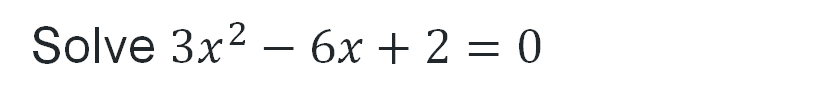 Solve 3x² − 6x + 2 = 0